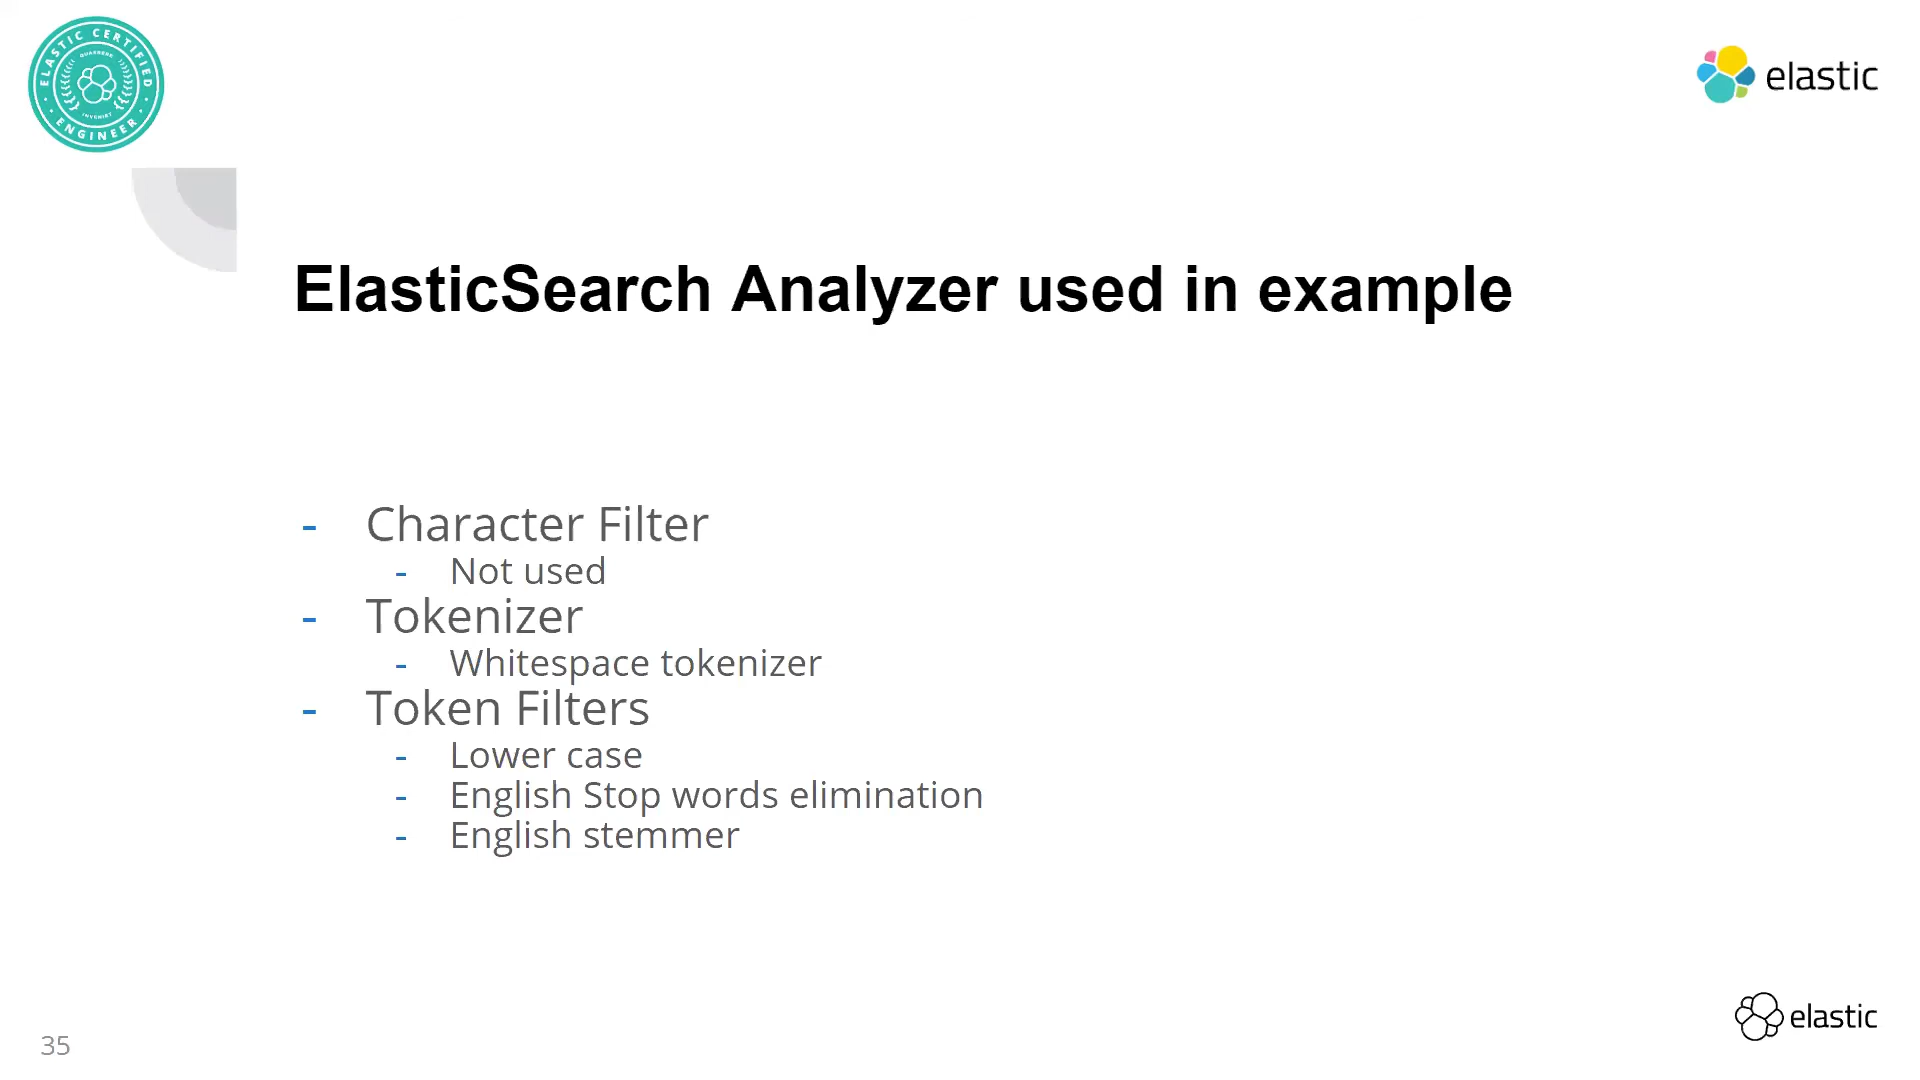 ELASTIC CERTIFIED
ENGINEER
elastic
ElasticSearch Analyzer used in example
- Character Filter
- Not used
- Tokenizer
- Whitespace tokenizer
- Token Filters
- Lower case
- English Stop words elimination
- English stemmer
elastic
35